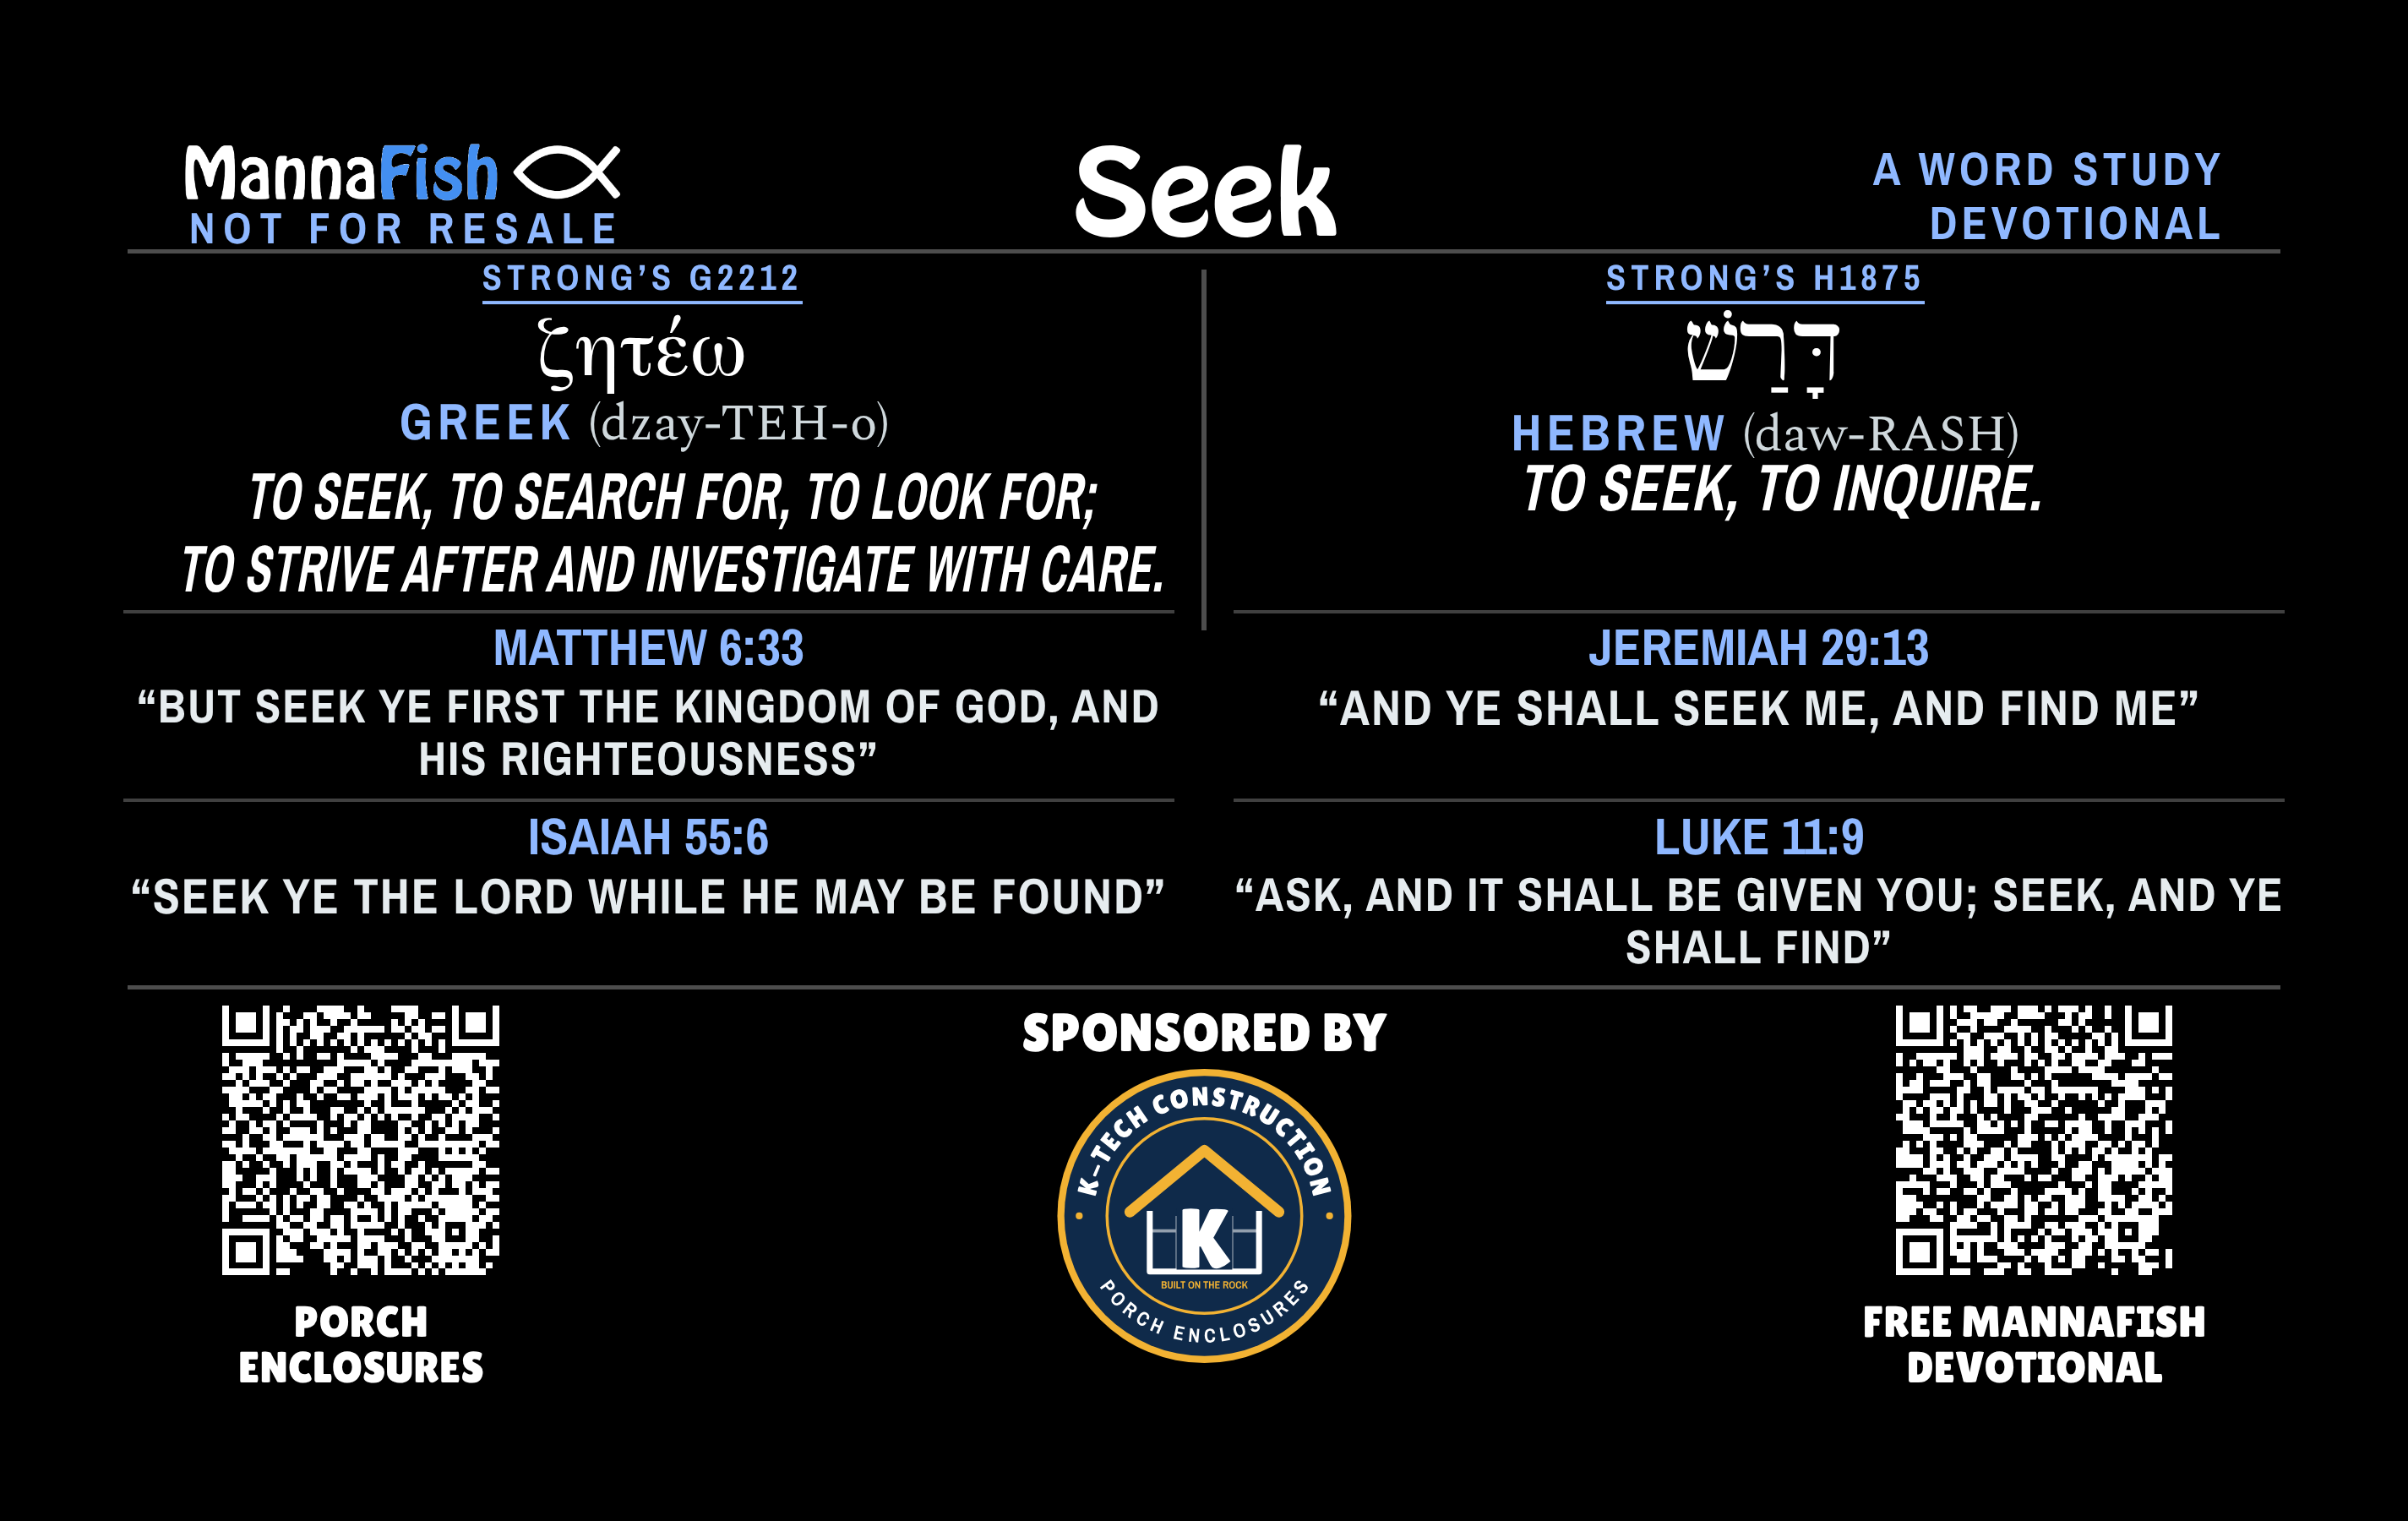 MannaFish
NOT FOR RESALE
Seek
A WORD STUDY
DEVOTIONAL
STRONG’S G2212
ζητέω
GREEK (dzay-TEH-o)
TO SEEK, TO SEARCH FOR, TO LOOK FOR;
TO STRIVE AFTER AND INVESTIGATE WITH CARE.
STRONG’S H1875
דָּרַשׁ
HEBREW (daw-RASH)
TO SEEK, TO INQUIRE.
MATTHEW 6:33
“BUT SEEK YE FIRST THE KINGDOM OF GOD, AND
HIS RIGHTEOUSNESS”
JEREMIAH 29:13
“AND YE SHALL SEEK ME, AND FIND ME”
ISAIAH 55:6
“SEEK YE THE LORD WHILE HE MAY BE FOUND”
LUKE 11:9
“ASK, AND IT SHALL BE GIVEN YOU; SEEK, AND YE
SHALL FIND”
PORCH
ENCLOSURES
SPONSORED BY
K-TECH CONSTRUCTION
K
BUILT ON THE ROCK
PORCH ENCLOSURES
FREE MANNAFISH
DEVOTIONAL